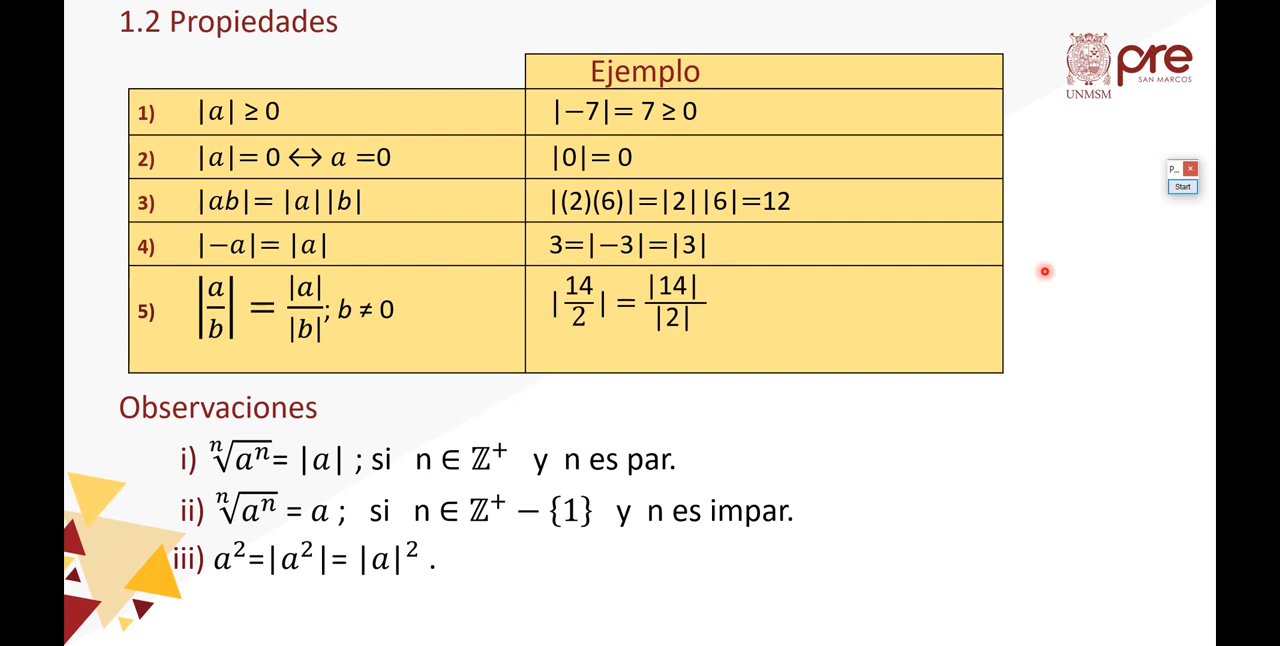 1.2 Propiedades
pre
SAN MARCOS
UNMSM
Ejemplo
1) |a| ≥ 0 |−7|= 7 ≥ 0
2) |a|= 0 ↔ a =0 |0|= 0
3) |ab|= |a||b| |(2)(6)|=|2||6|=12
4) |−a|= |a| 3=|−3|=|3|
5) |a/b| = |a|/|b|; b ≠ 0 |14/2| = |14|/|2|
P... ×
Start
Observaciones
i) ⁿ√aⁿ= |a| ; si n ∈ ℤ⁺ y n es par.
ii) ⁿ√aⁿ = a ; si n ∈ ℤ⁺ − {1} y n es impar.
iii) a²=|a²|= |a|² .